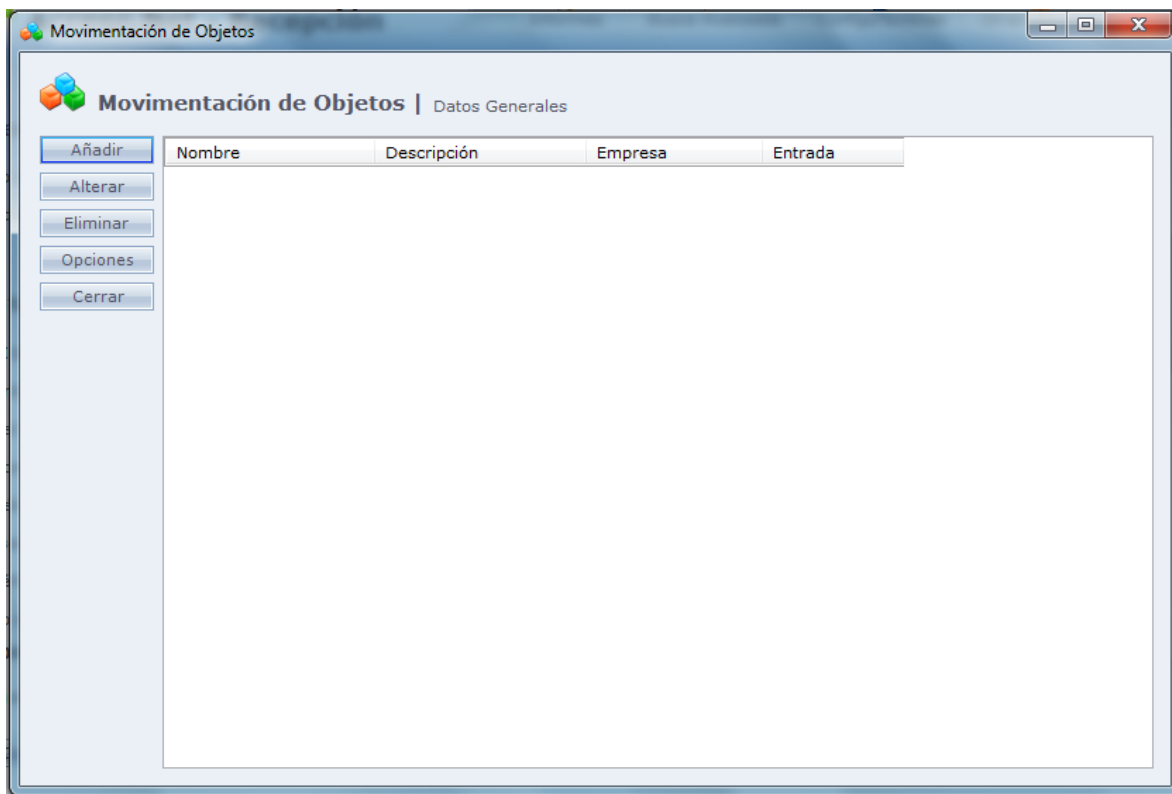 Movimentación de Objetos
Movimentación de Objetos | Datos Generales
Añadir
Nombre Descripción Empresa Entrada
Alterar
Eliminar
Opciones
Cerrar